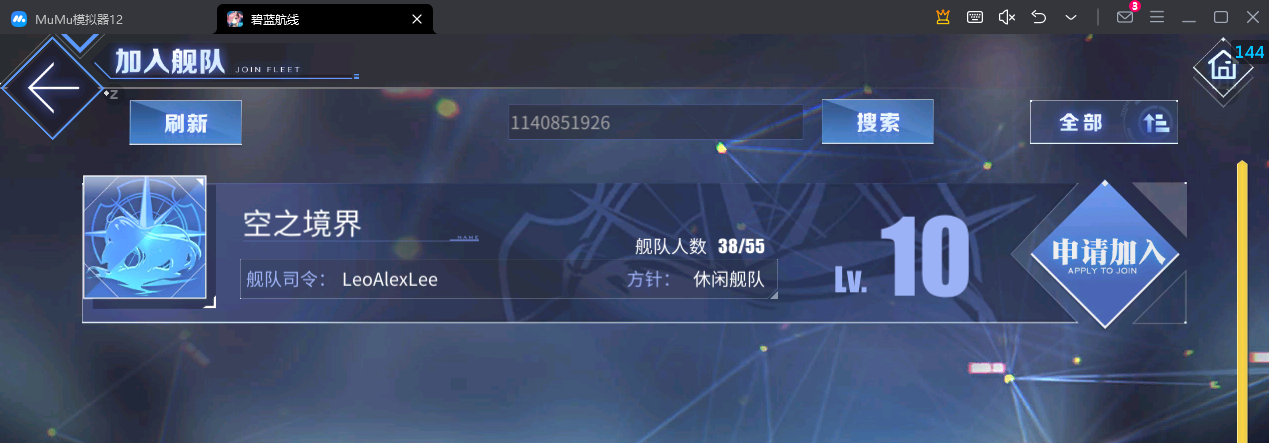 MuMu模拟器12
碧蓝航线
3
加入舰队 JOIN FLEET
144
Z
刷新
1140851926
搜索
全部
空之境界
NAME
舰队人数 38/55
舰队司令: LeoAlexLee
方针: 休闲舰队
Lv. 10
申请加入
APPLY TO JOIN